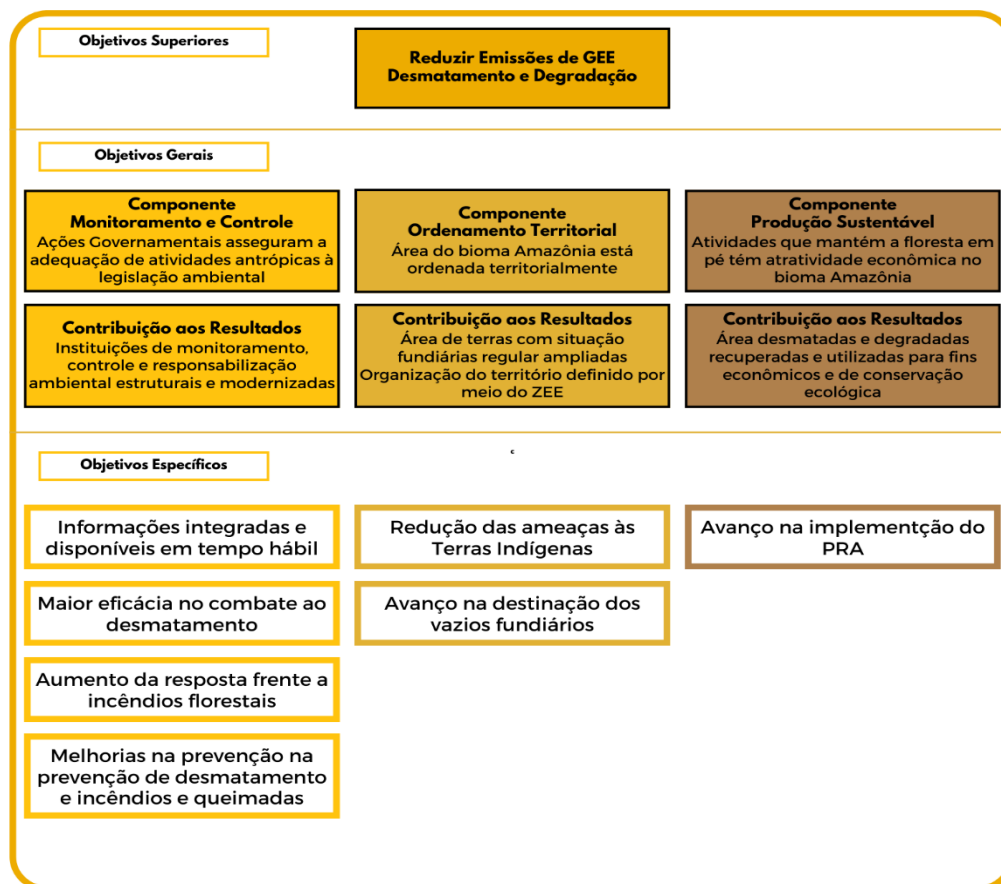 Objetivos Superiores
Reduzir Emissões de GEE
Desmatamento e Degradação
Objetivos Gerais
Componente
Monitoramento e Controle
Ações Governamentais asseguram a
adequação de atividades antrópicas à
legislação ambiental
Componente
Ordenamento Territorial
Área do bioma Amazônia está
ordenada territorialmente
Componente
Produção Sustentável
Atividades que mantém a floresta em
pé tém atratividade econômica no
bioma Amazônia
Contribuição aos Resultados
Instituições de monitoramento,
controle e responsabilização
ambiental estruturais e modernizadas
Contribuição aos Resultados
Área de terras com situação
fundiárias regular ampliadas
Organização do território definido por
meio do ZEE
Contribuição aos Resultados
Área desmatadas e degradadas
recuperadas e utilizadas para fins
econômicos e de conservação
ecológica
Objetivos Específicos
Informações integradas e
disponíveis em tempo hábil
Redução das ameaças às
Terras Indígenas
Avanço na implementção do
PRA
Maior eficácia no combate ao
desmatamento
Avanço na destinação dos
vazios fundiários
Aumento da resposta frente a
incêndios florestais
Melhorias na prevenção na
prevenção de desmatamento
e incêndios e queimadas